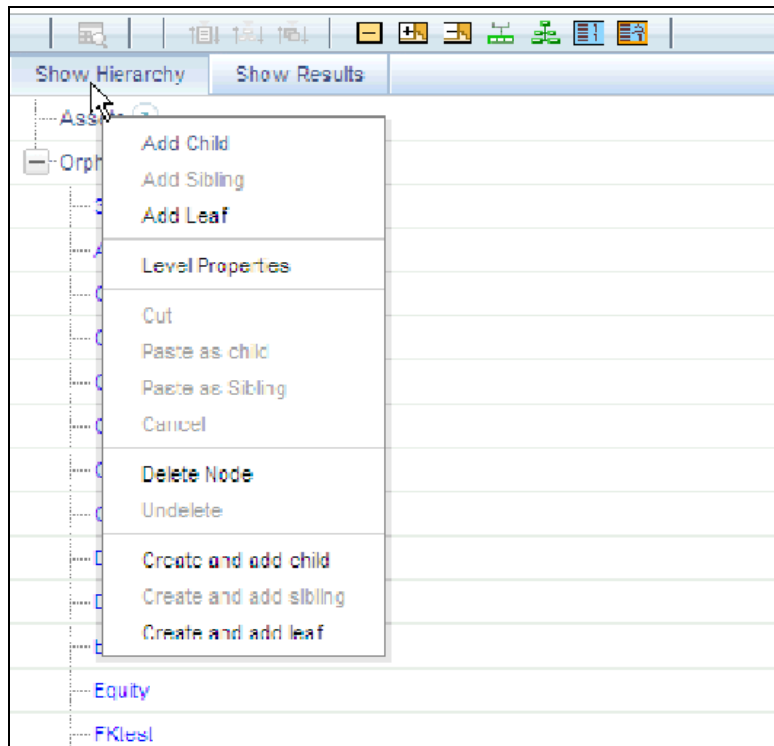 Show Hierarchy Show Results
Add Child
Add Sibling
Add Leaf
Level Properties
Cut
Paste as child
Paste as Sibling
Cancel
Delete Node
Undelete
Create and add child
Create and add sibling
Create and add leaf
Equity
FKtest